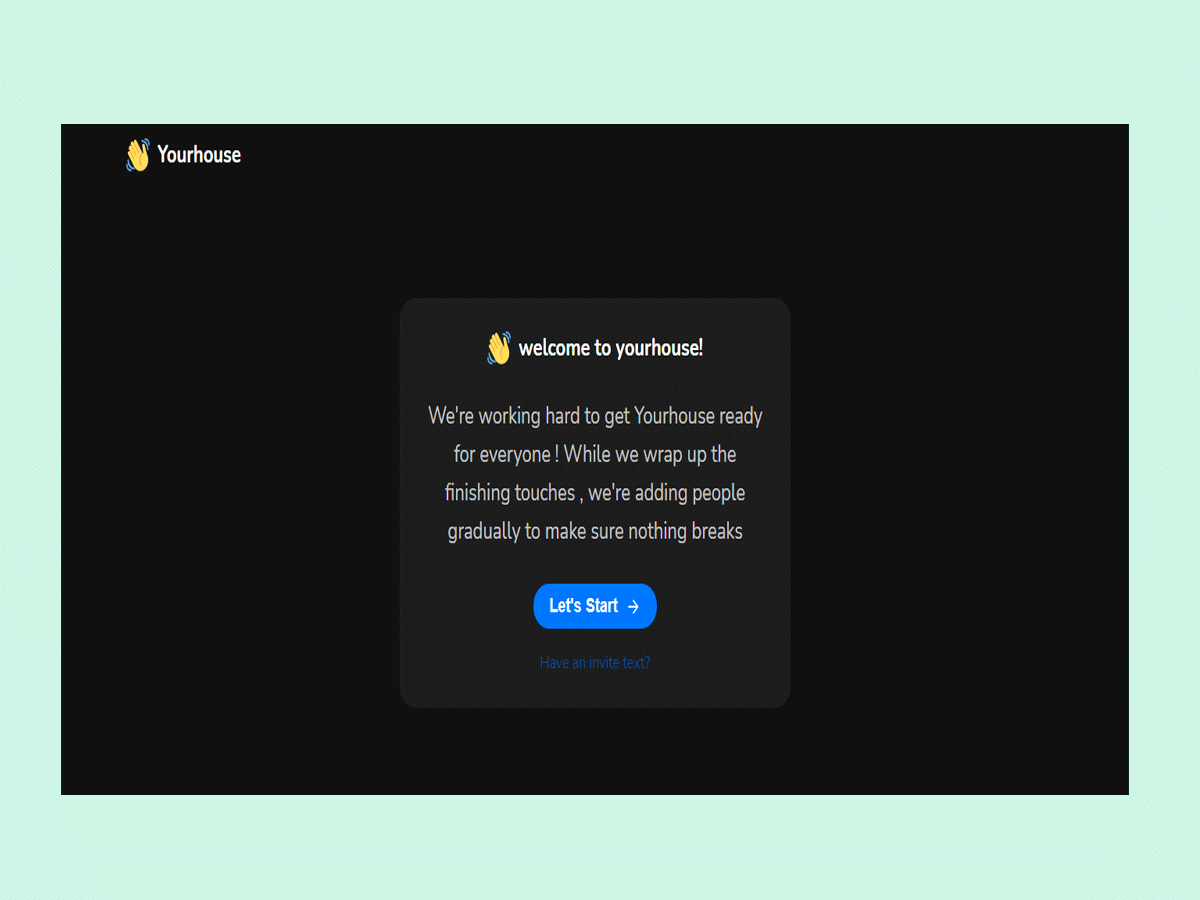 Yourhouse
welcome to yourhouse!
We're working hard to get Yourhouse ready
for everyone ! While we wrap up the
finishing touches , we're adding people
gradually to make sure nothing breaks
Let's Start →
Have an invite text?